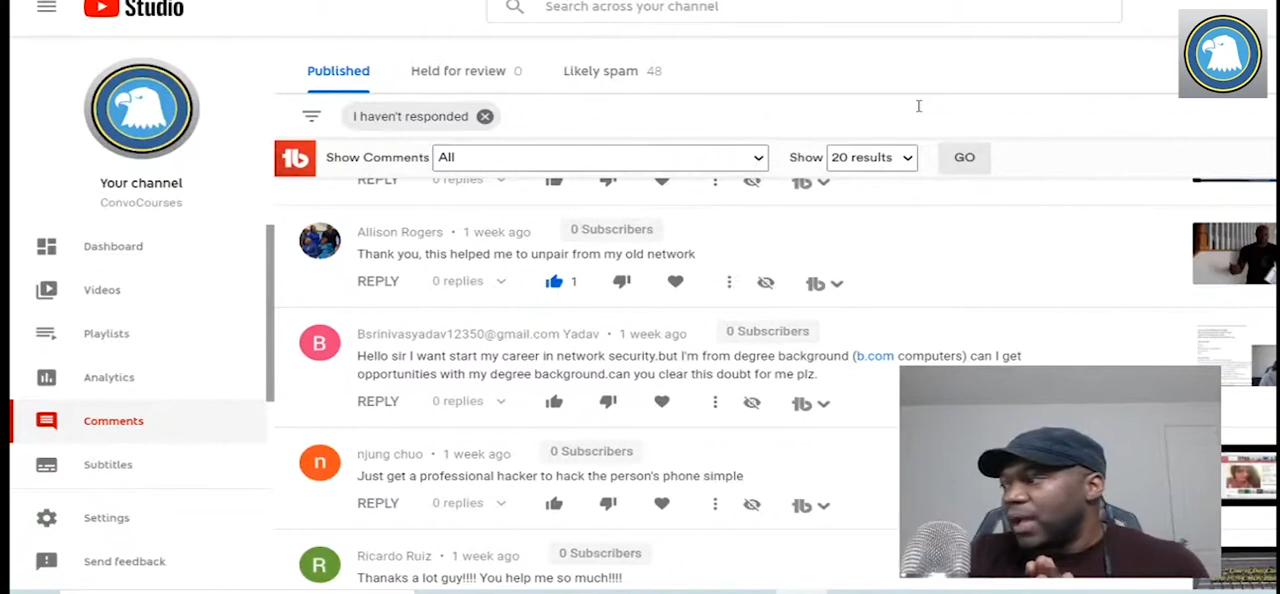 Studio
Search across your channel
Published
Held for review 0
Likely spam 48
I haven't responded
Show Comments All
Show 20 results
GO
REPLY 0 replies
Your channel
ConvoCourses
Dashboard
Videos
Playlists
Analytics
Comments
Subtitles
Settings
Send feedback
Allison Rogers • 1 week ago 0 Subscribers
Thank you, this helped me to unpair from my old network
REPLY 0 replies 1
Bsrinivasyadav12350@gmail.com Yadav • 1 week ago 0 Subscribers
Hello sir I want start my career in network security.but I'm from degree background (b.com computers) can I get
opportunities with my degree background.can you clear this doubt for me plz.
REPLY 0 replies
njung chuo • 1 week ago 0 Subscribers
Just get a professional hacker to hack the person's phone simple
REPLY 0 replies
Ricardo Ruiz • 1 week ago 0 Subscribers
Thanaks a lot guy!!!! You help me so much!!!!